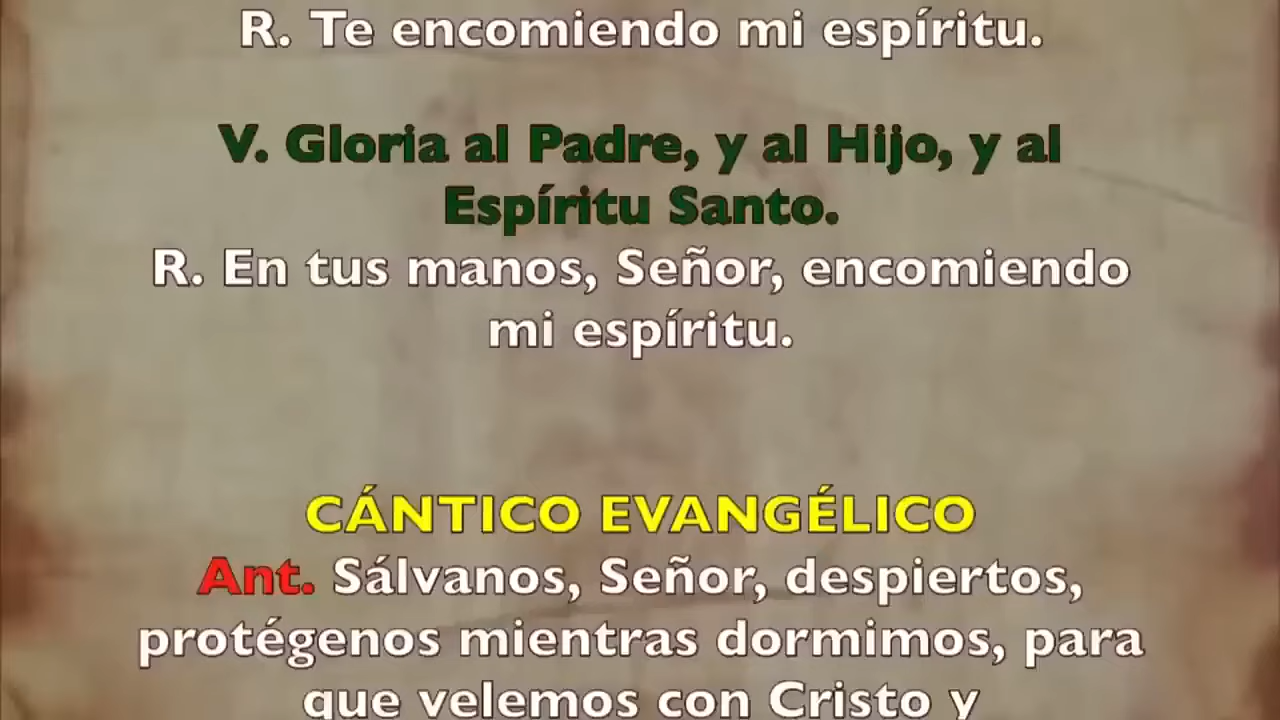 R. Te encomiendo mi espíritu.
V. Gloria al Padre, y al Hijo, y al
Espíritu Santo.
R. En tus manos, Señor, encomiendo
mi espíritu.
CÁNTICO EVANGÉLICO
Ant. Sálvanos, Señor, despiertos,
protégenos mientras dormimos, para
que velemos con Cristo y